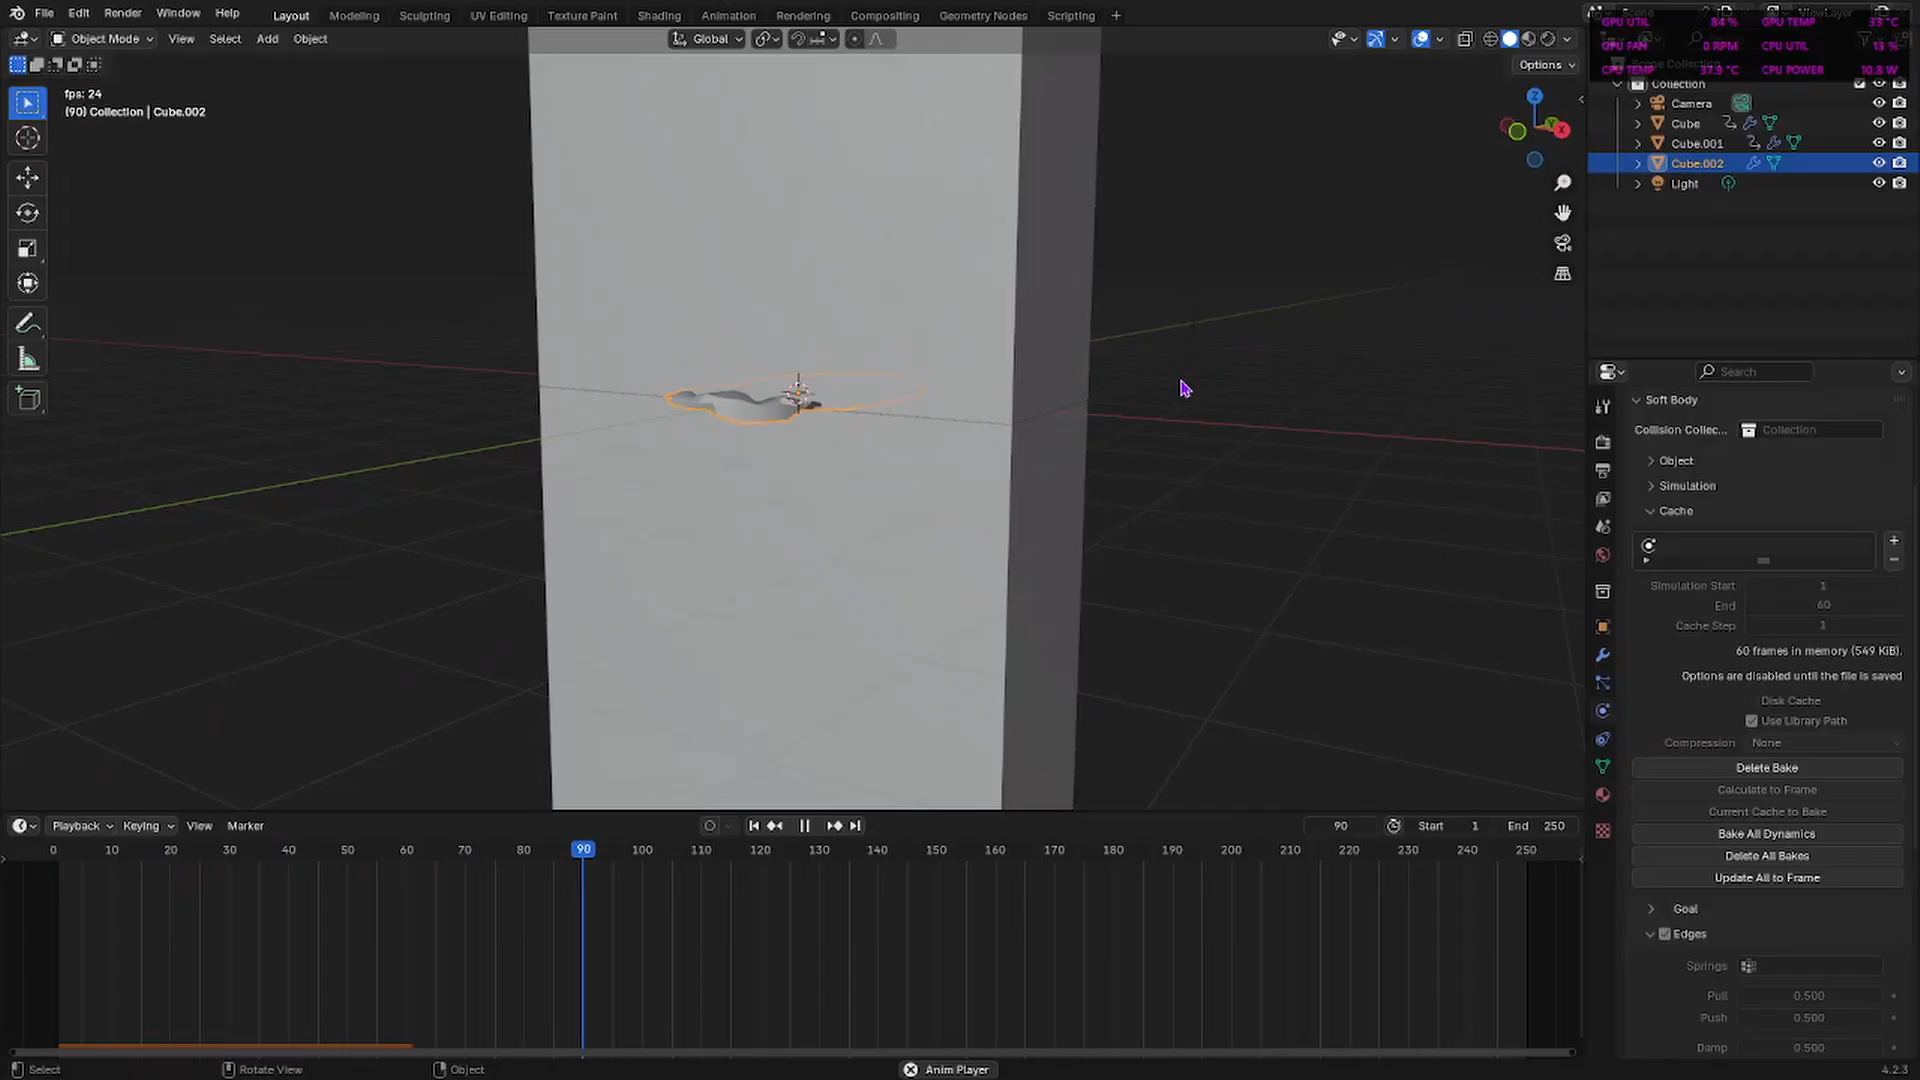 File Edit Render Window Help Layout Modeling Sculpting UV Editing Texture Paint Shading Animation Rendering Compositing Geometry Nodes Scripting +
GPU UTIL 84 % GPU TEMP 33 °C
GPU FAN 0 RPM CPU UTIL 13 %
CPU TEMP 37.9 °C CPU POWER 10.8 W
Object Mode View Select Add Object Global
Options
fps: 24
(90) Collection | Cube.002
Z
Y
X
Collection
Camera
Cube
Cube.001
Cube.002
Light
Search
Soft Body
Collision Collec... Collection
Object
Simulation
Cache
Simulation Start 1
End 60
Cache Step 1
60 frames in memory (549 KiB).
Options are disabled until the file is saved
Disk Cache
Use Library Path
Compression None
Delete Bake
Calculate to Frame
Current Cache to Bake
Bake All Dynamics
Delete All Bakes
Update All to Frame
Goal
Edges
Springs
Pull 0.500
Push 0.500
Damp 0.500
Playback Keying View Marker 90 Start 1 End 250
0 10 20 30 40 50 60 70 80 90 100 110 120 130 140 150 160 170 180 190 200 210 220 230 240 250
Select Rotate View Object Anim Player 4.2.3